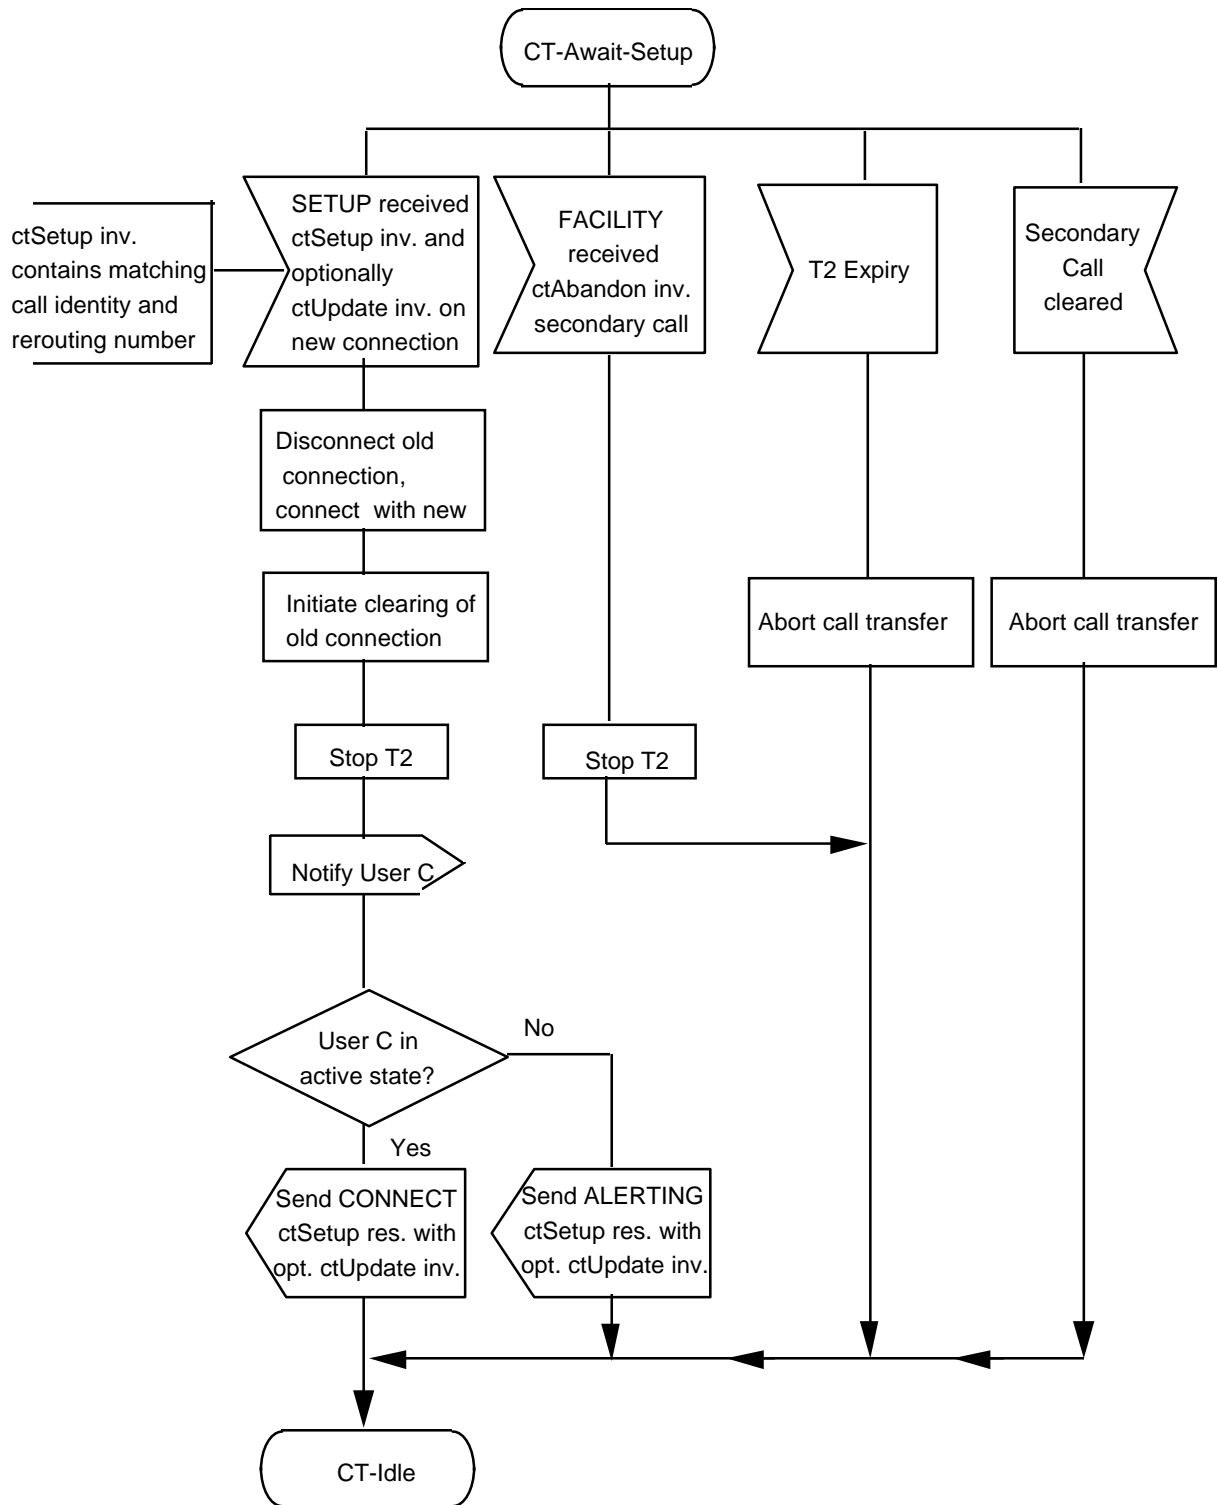 CT-Await-Setup
ctSetup inv.
contains matching
call identity and
rerouting number
SETUP received
ctSetup inv. and
optionally
ctUpdate inv. on
new connection
FACILITY
received
ctAbandon inv.
secondary call
T2 Expiry
Secondary
Call
cleared
Disconnect old
connection,
connect with new
Initiate clearing of
old connection
Abort call transfer
Abort call transfer
Stop T2
Stop T2
Notify User C
User C in
active state?
No
Yes
Send CONNECT
ctSetup res. with
opt. ctUpdate inv.
Send ALERTING
ctSetup res. with
opt. ctUpdate inv.
CT-Idle